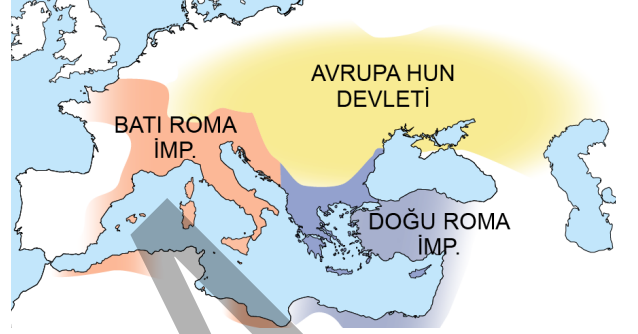 AVRUPA HUN
DEVLETİ
BATI ROMA
İMP.
DOĞU ROMA
İMP.